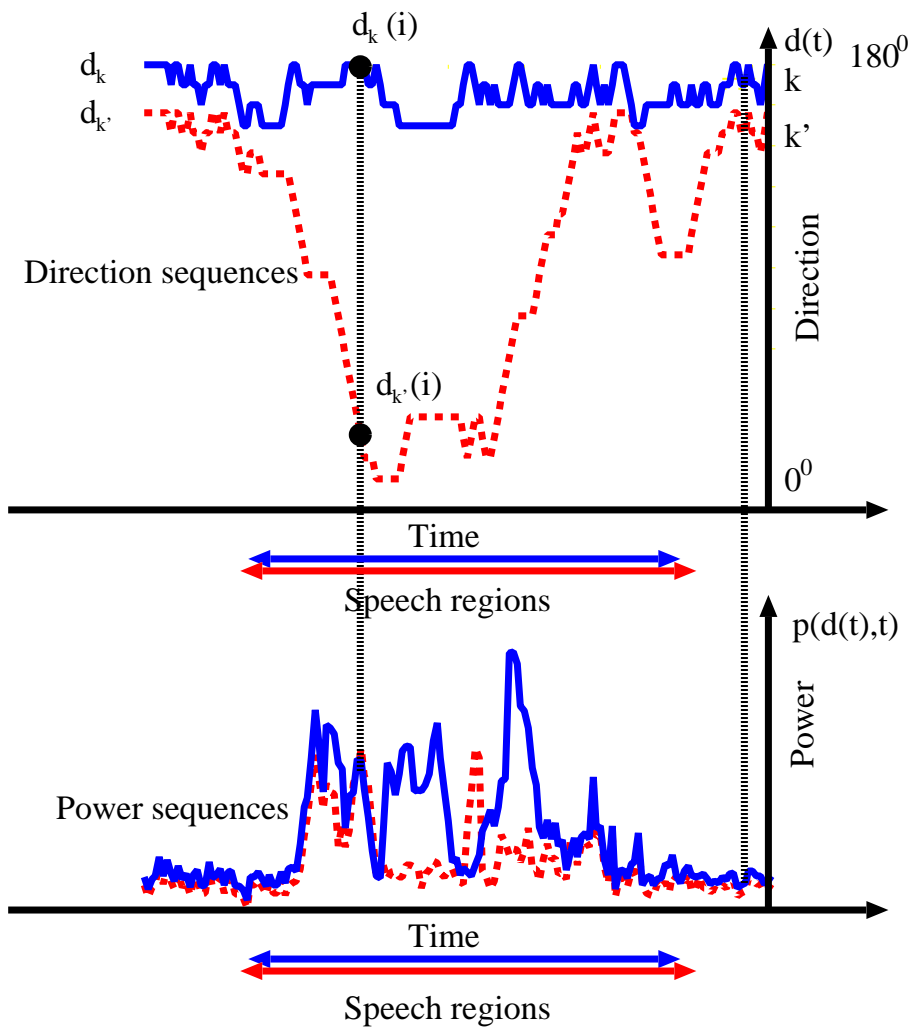 d_k (i)
d(t) 180^0
d_k
k
d_k'
k'
Direction sequences
Direction
d_k' (i)
0^0
Time
Speech regions
p(d(t),t)
Power
Power sequences
Time
Speech regions